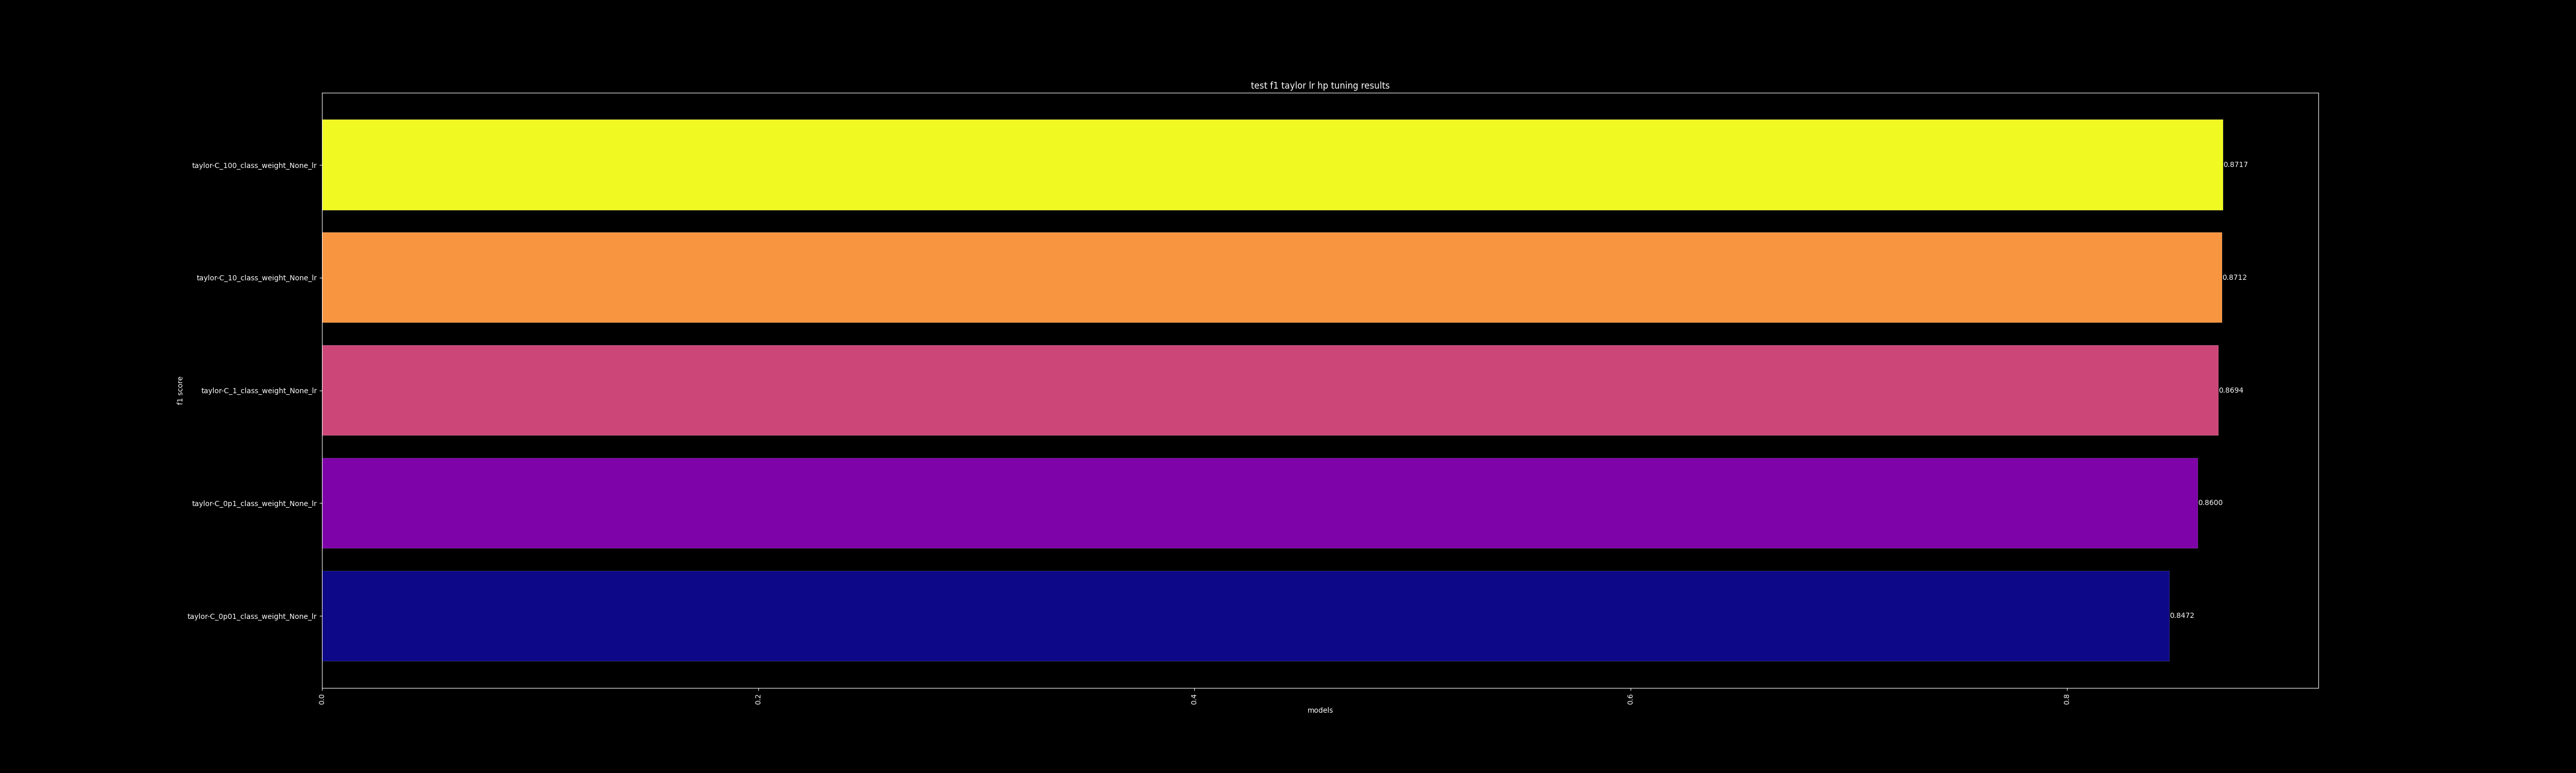 test f1 taylor lr hp tuning results
taylor-C_100_class_weight_None_lr
0.8717
taylor-C_10_class_weight_None_lr
0.8712
taylor-C_1_class_weight_None_lr
0.8694
f1 score
taylor-C_0p1_class_weight_None_lr
0.8600
taylor-C_0p01_class_weight_None_lr
0.8472
0.0
0.2
0.4
0.6
0.8
models